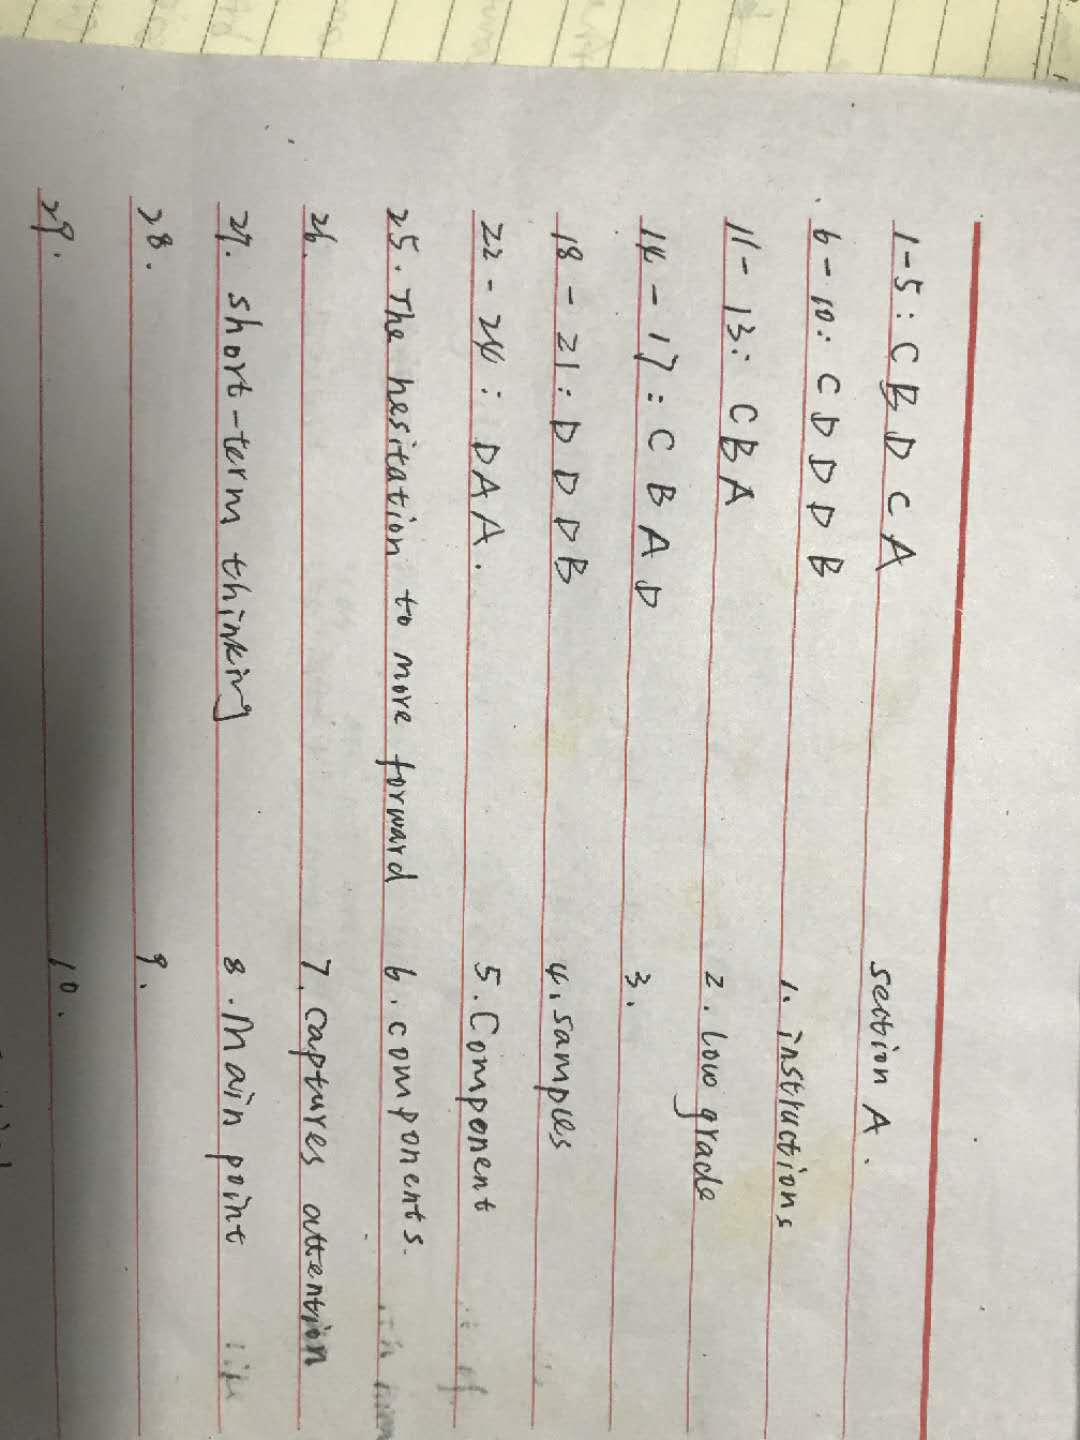 1-5: C B D C A
6-10: C D D D B
11-13: C B A
14-17: C B A D
18-21: D D D B
22-24: D A A.
25. The hesitation to more forward
26.
27. short-term thinking
28.
29.
section A.
1. instructions
2. low grade
3.
4. samples
5. Component
6. components.
7. captures attention
8. Main point
9.
10.